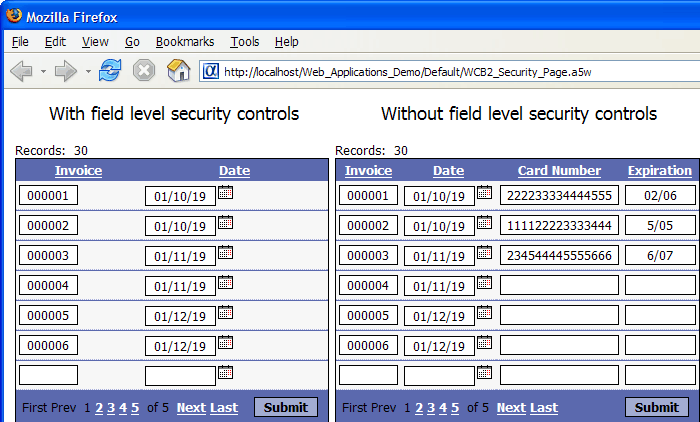 Mozilla Firefox
File Edit View Go Bookmarks Tools Help
http://localhost/Web_Applications_Demo/Default/WCB2_Security_Page.a5w
With field level security controls
Records: 30
Invoice Date
000001 01/10/19
000002 01/10/19
000003 01/11/19
000004 01/11/19
000005 01/12/19
000006 01/12/19
First Prev 1 2 3 4 5 of 5 Next Last Submit
Without field level security controls
Records: 30
Invoice Date Card Number Expiration
000001 01/10/19 222233334444555 02/06
000002 01/10/19 111122223333444 5/05
000003 01/11/19 234544445555666 6/07
000004 01/11/19
000005 01/12/19
000006 01/12/19
First Prev 1 2 3 4 5 of 5 Next Last Submit